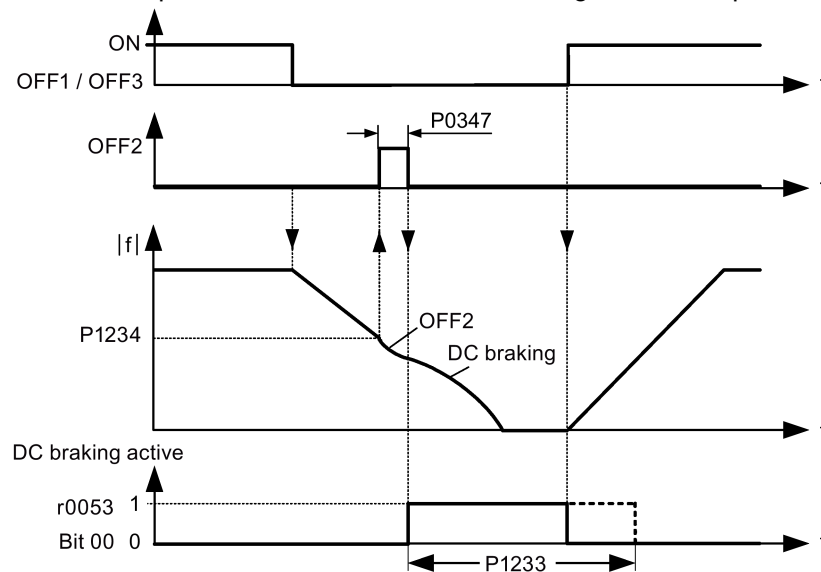 ON
OFF1 / OFF3
P0347
OFF2
|f|
P1234
OFF2
DC braking
DC braking active
r0053 1
Bit 00 0
P1233